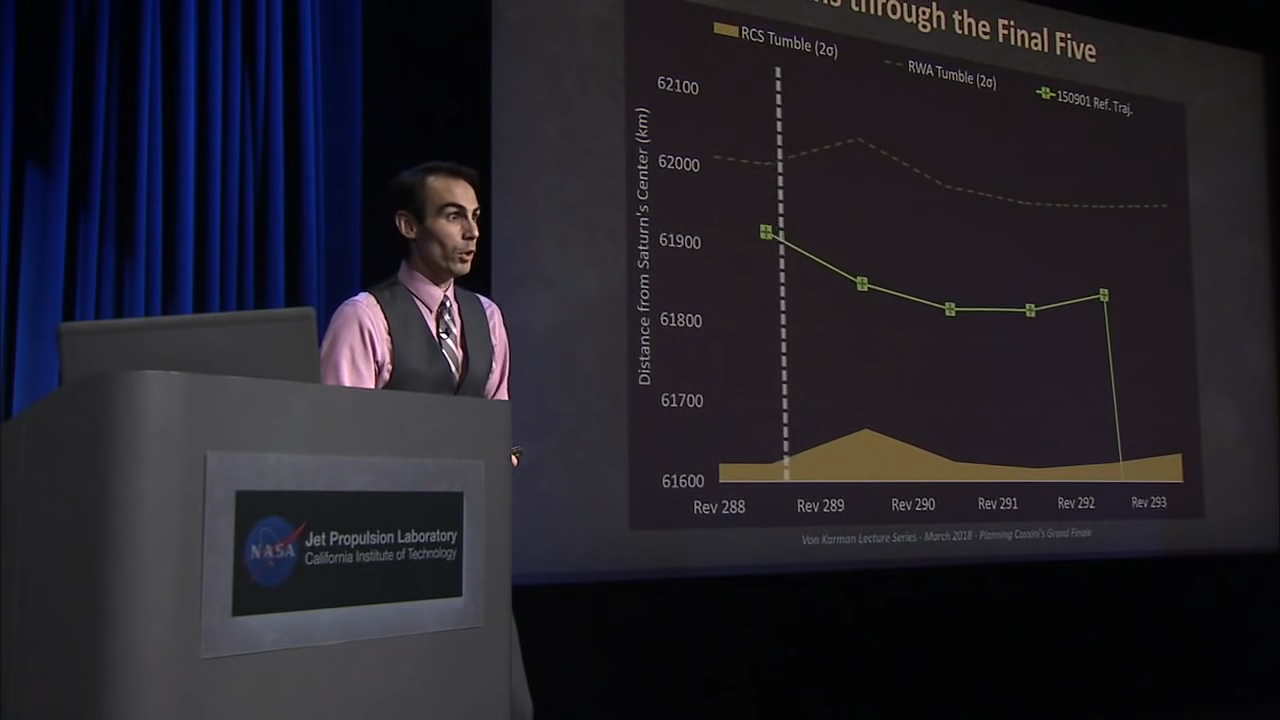 through the Final Five
RCS Tumble (2σ)
RWA Tumble (2σ)
150901 Ref. Traj.
Distance from Saturn's Center (km)
62100
62000
61900
61800
61700
61600
Rev 288
Rev 289
Rev 290
Rev 291
Rev 292
Rev 293
Von Karman Lecture Series - March 2018 - Planning Cassini's Grand Finale
NASA
Jet Propulsion Laboratory
California Institute of Technology